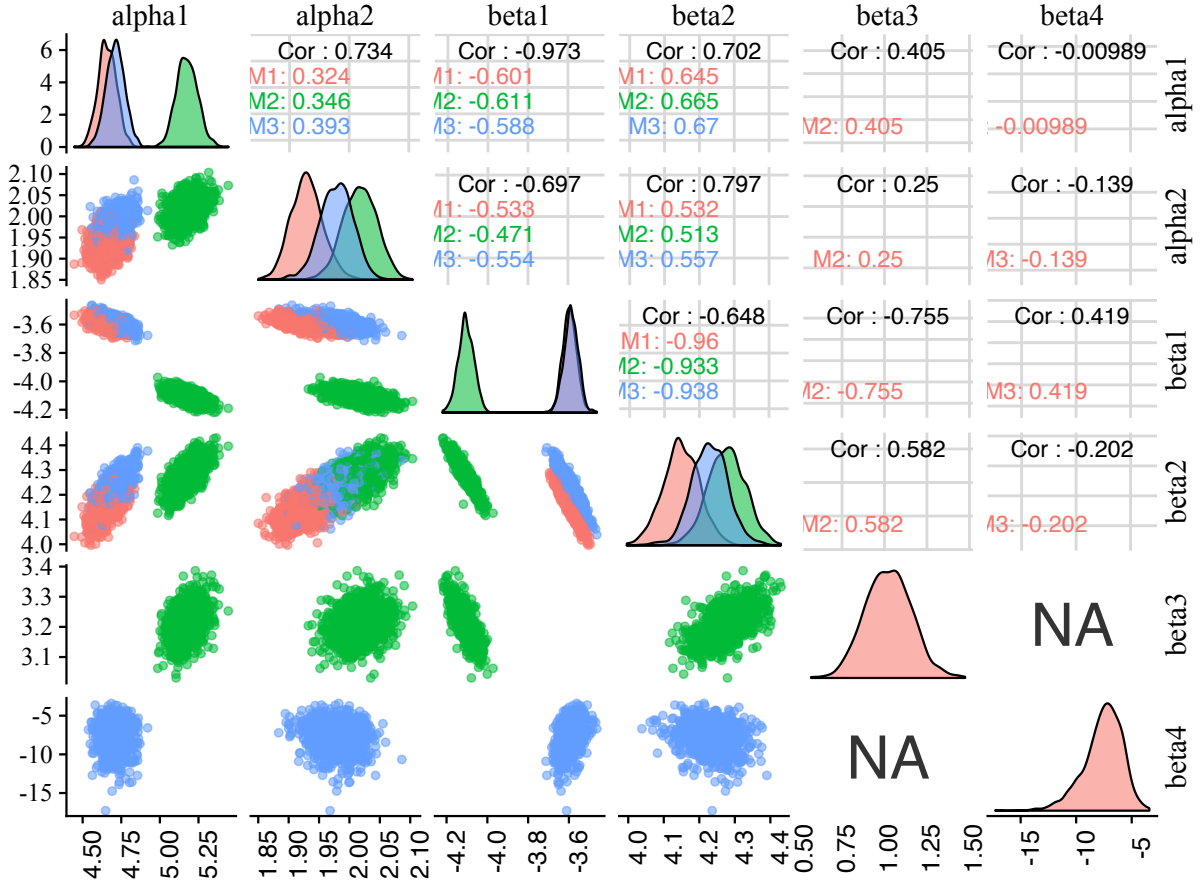 alpha1 alpha2 beta1 beta2 beta3 beta4
6 4 2 0
Cor : 0.734
M1: 0.324
M2: 0.346
M3: 0.393
Cor : -0.973
M1: -0.601
M2: -0.611
M3: -0.588
Cor : 0.702
M1: 0.645
M2: 0.665
M3: 0.67
Cor : 0.405
M2: 0.405
Cor : -0.00989
: -0.00989
alpha1
2.10 2.05 2.00 1.95 1.90 1.85
Cor : -0.697
M1: -0.533
M2: -0.471
M3: -0.554
Cor : 0.797
M1: 0.532
M2: 0.513
M3: 0.557
Cor : 0.25
M2: 0.25
Cor : -0.139
M3: -0.139
alpha2
-3.6 -3.8 -4.0 -4.2
Cor : -0.648
M1: -0.96
M2: -0.933
M3: -0.938
Cor : -0.755
M2: -0.755
Cor : 0.419
M3: 0.419
beta1
4.4 4.3 4.2 4.1 4.0
Cor : 0.582
M2: 0.582
Cor : -0.202
M3: -0.202
beta2
3.4 3.3 3.2 3.1
NA
beta3
-5 -10 -15
NA
beta4
4.50 4.75 5.00 5.25
1.85 1.90 1.95 2.00 2.05 2.10
-4.2 -4.0 -3.8 -3.6
4.0 4.1 4.2 4.3 4.4
0.50 0.75 1.00 1.25 1.50
-15 -10 -5